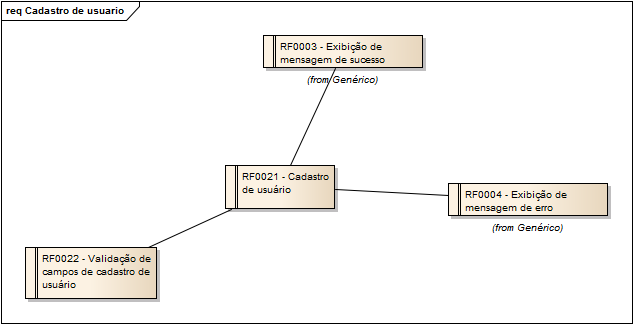 req Cadastro de usuario
RF0003 - Exibição de
mensagem de sucesso
(from Genérico)
RF0021 - Cadastro
de usuário
RF0004 - Exibição de
mensagem de erro
(from Genérico)
RF0022 - Validação de
campos de cadastro de
usuário